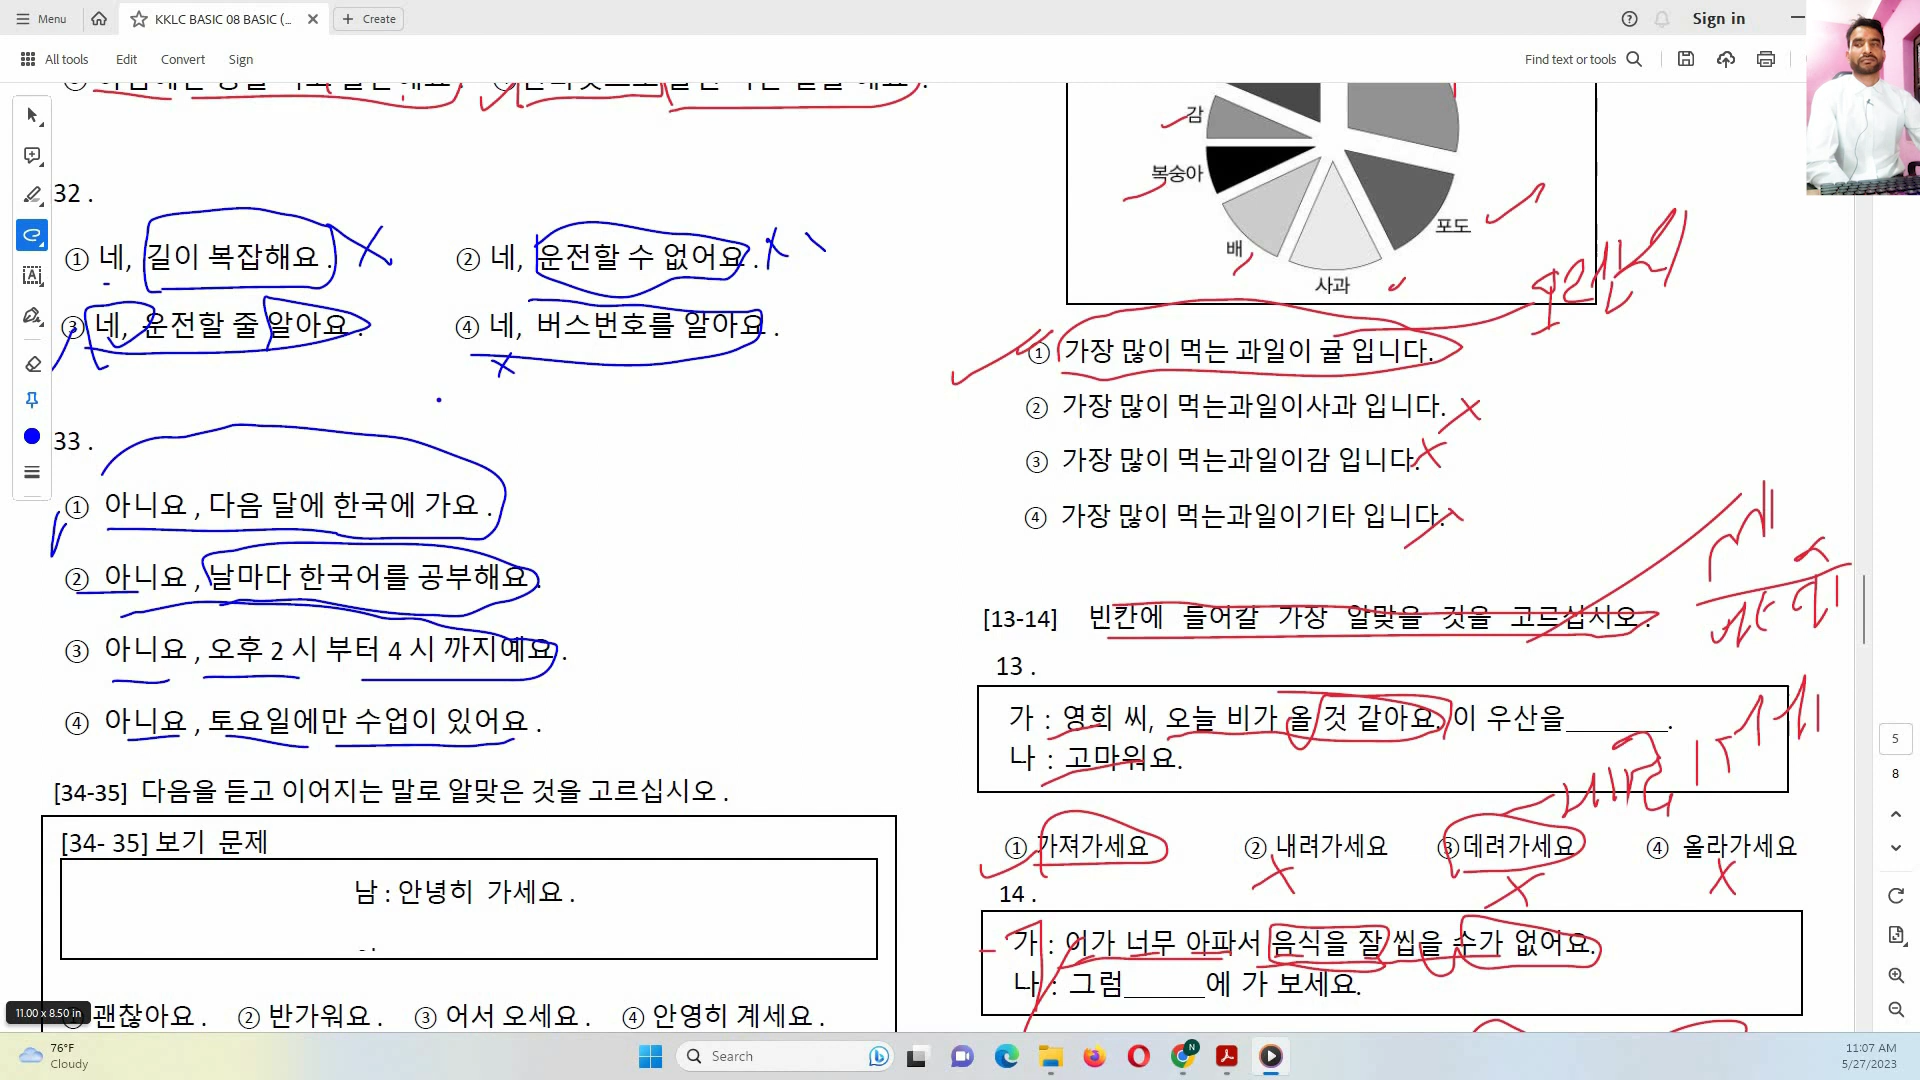 Menu
KKLC BASIC 08 BASIC (...
Create
Sign in
All tools
Edit
Convert
Sign
Find text or tools
32 .
① 네, 길이 복잡해요 .
② 네, 운전할 수 없어요 .
③ 네, 운전할 줄 알아요 .
④ 네, 버스번호를 알아요 .
33 .
① 아니요 , 다음 달에 한국에 가요 .
② 아니요 , 날마다 한국어를 공부해요 .
③ 아니요 , 오후 2 시 부터 4 시 까지예요 .
④ 아니요 , 토요일에만 수업이 있어요 .
[34-35] 다음을 듣고 이어지는 말로 알맞은 것을 고르십시오 .
[34- 35] 보기 문제
남 : 안녕히 가세요 .
① 괜찮아요 .
② 반가워요 .
③ 어서 오세요 .
④ 안영히 계세요 .
감
복숭아
배
사과
포도
① 가장 많이 먹는 과일이 귤 입니다.
② 가장 많이 먹는과일이사과 입니다.
③ 가장 많이 먹는과일이감 입니다.
④ 가장 많이 먹는과일이기타 입니다.
[13-14] 빈칸에 들어갈 가장 알맞을 것을 고르십시오 .
13 .
가 : 영희 씨, 오늘 비가 올 것 같아요. 이 우산을________.
나 : 고마워요.
① 가져가세요
② 내려가세요
③ 데려가세요
④ 올라가세요
14 .
가 : 이가 너무 아파서 음식을 잘 씹을 수가 없어요.
나 : 그럼______에 가 보세요.
5
8
11.00 x 8.50 in
76°F
Cloudy
Search
N
11:07 AM
5/27/2023